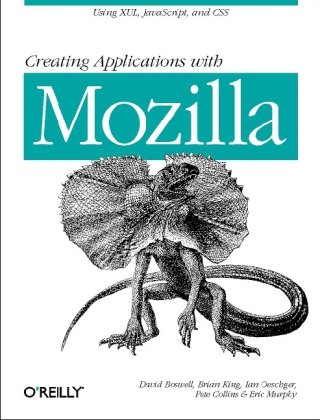 Using XUL, JavaScript, and CSS
Creating Applications with
Mozilla
David Boswell, Brian King, Ian Oeschger,
Pete Collins & Eric Murphy
O'REILLY